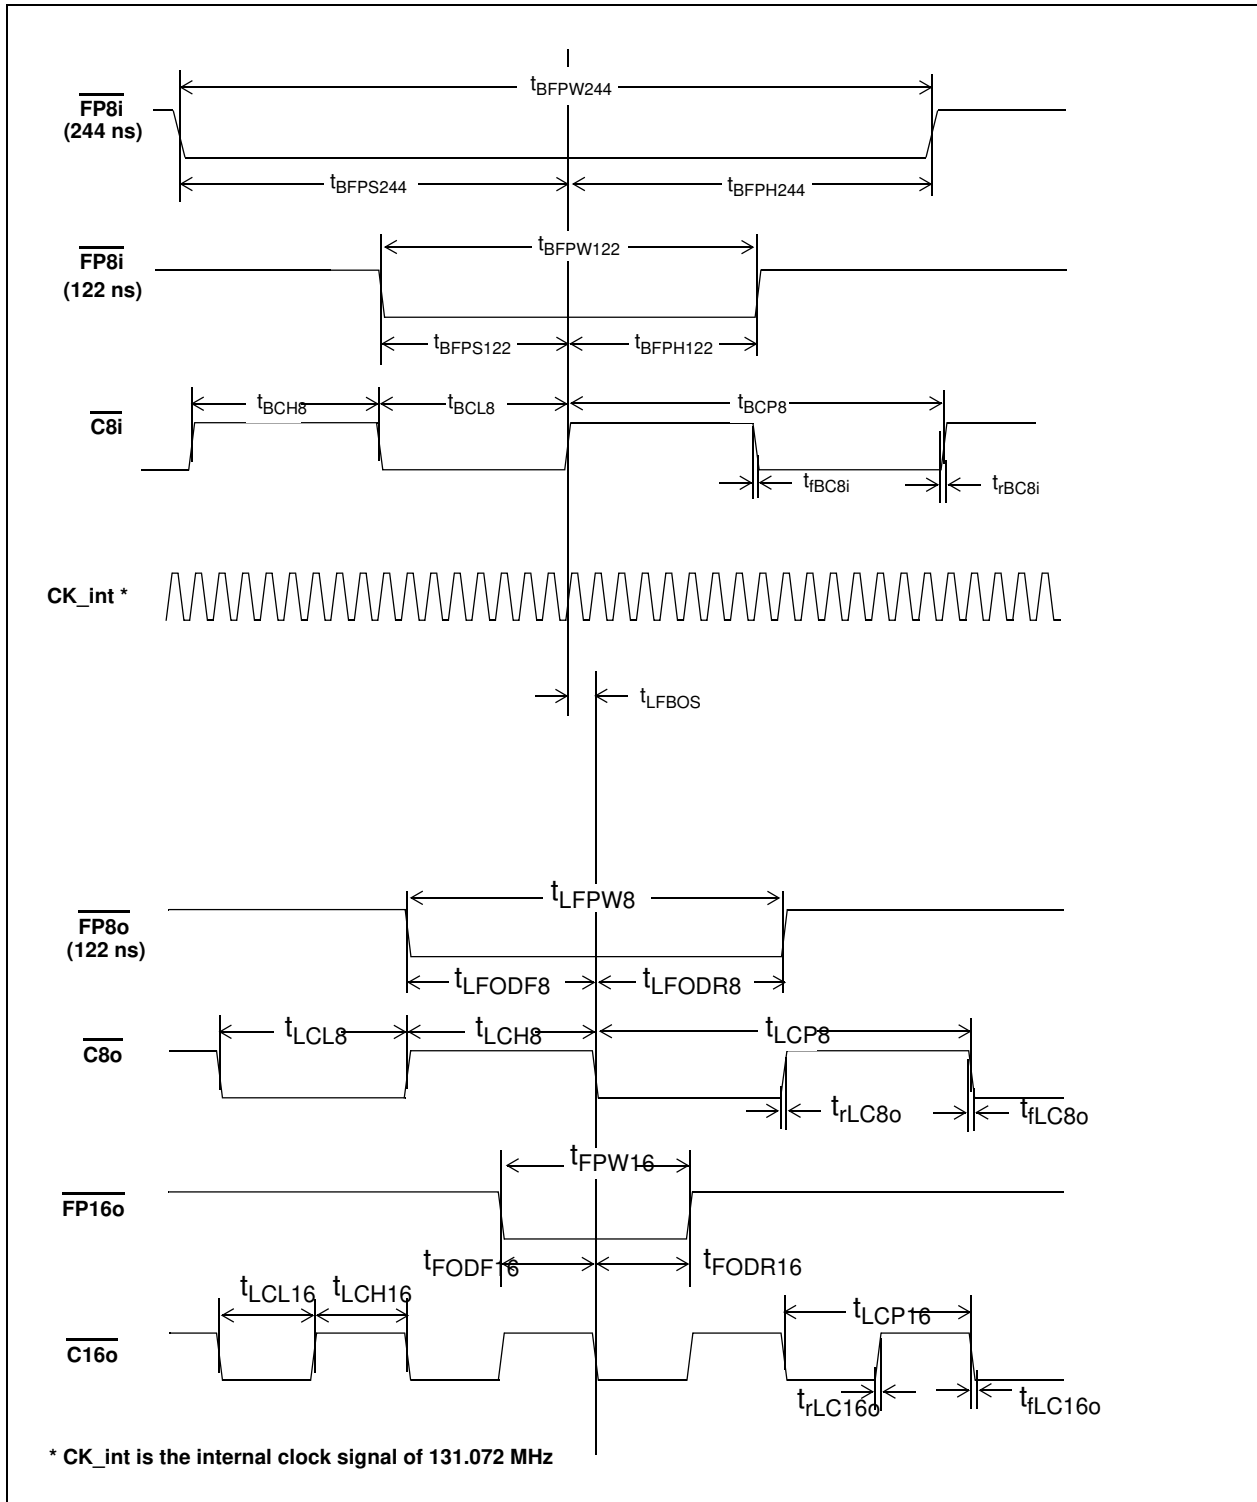 tBFPW244
FP8i
(244 ns)
tBFPS244
tBFPH244
tBFPW122
FP8i
(122 ns)
tBFPS122
tBFPH122
tBCH8
tBCL8
tBCP8
C8i
tfBC8i
trBC8i
CK_int *
tLFBOS
tLFPW8
FP8o
(122 ns)
tLFODF8
tLFODR8
tLCL8
tLCH8
tLCP8
C8o
trLC8o
tfLC8o
tFPW16
FP16o
tFODF16
tFODR16
tLCL16
tLCH16
tLCP16
C16o
trLC16o
tfLC16o
* CK_int is the internal clock signal of 131.072 MHz